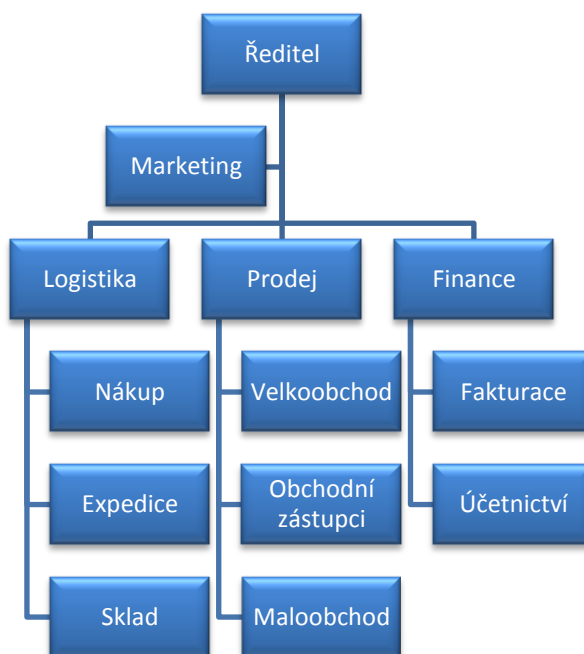 Ředitel
Marketing
Logistika
Prodej
Finance
Nákup
Velkoobchod
Fakturace
Expedice
Obchodní
zástupci
Účetnictví
Sklad
Maloobchod